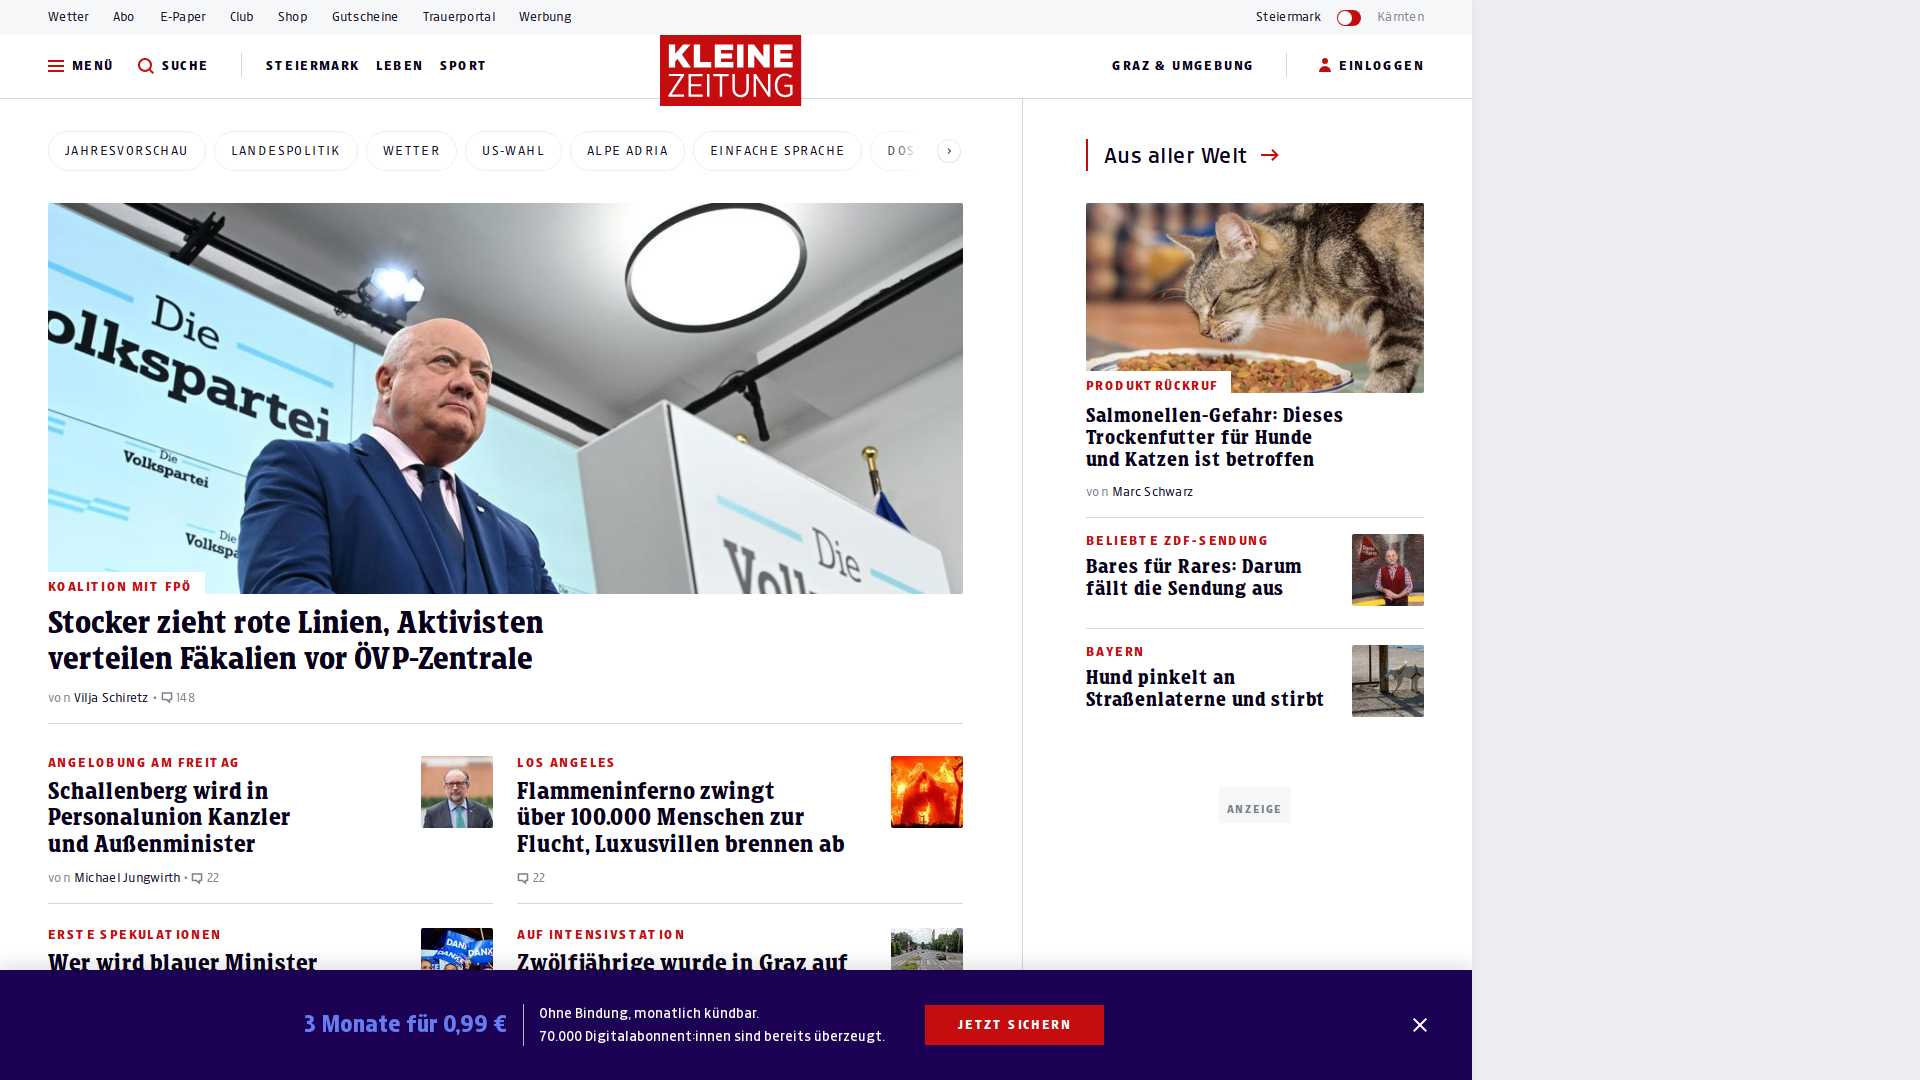 Wetter Abo E-Paper Club Shop Gutscheine Trauerportal Werbung Steiermark Kärnten
MENÜ SUCHE STEIERMARK LEBEN SPORT KLEINE ZEITUNG GRAZ & UMGEBUNG EINLOGGEN
JAHRESVORSCHAU LANDESPOLITIK WETTER US-WAHL ALPE ADRIA EINFACHE SPRACHE DOS
Die
Volkspartei
Die
Volkspartei
Die
Die
KOALITION MIT FPÖ
Stocker zieht rote Linien, Aktivisten
verteilen Fäkalien vor ÖVP-Zentrale
von Vilja Schiretz • 148
ANGELOBUNG AM FREITAG
Schallenberg wird in
Personalunion Kanzler
und Außenminister
von Michael Jungwirth • 22
LOS ANGELES
Flammeninferno zwingt
über 100.000 Menschen zur
Flucht, Luxusvillen brennen ab
22
ERSTE SPEKULATIONEN
Wer wird blauer Minister
AUF INTENSIVSTATION
Zwölfjährige wurde in Graz auf
Aus aller Welt
PRODUKTRÜCKRUF
Salmonellen-Gefahr: Dieses
Trockenfutter für Hunde
und Katzen ist betroffen
von Marc Schwarz
BELIEBTE ZDF-SENDUNG
Bares für Rares: Darum
fällt die Sendung aus
BAYERN
Hund pinkelt an
Straßenlaterne und stirbt
ANZEIGE
3 Monate für 0,99 €
Ohne Bindung, monatlich kündbar.
70.000 Digitalabonnent:innen sind bereits überzeugt.
JETZT SICHERN